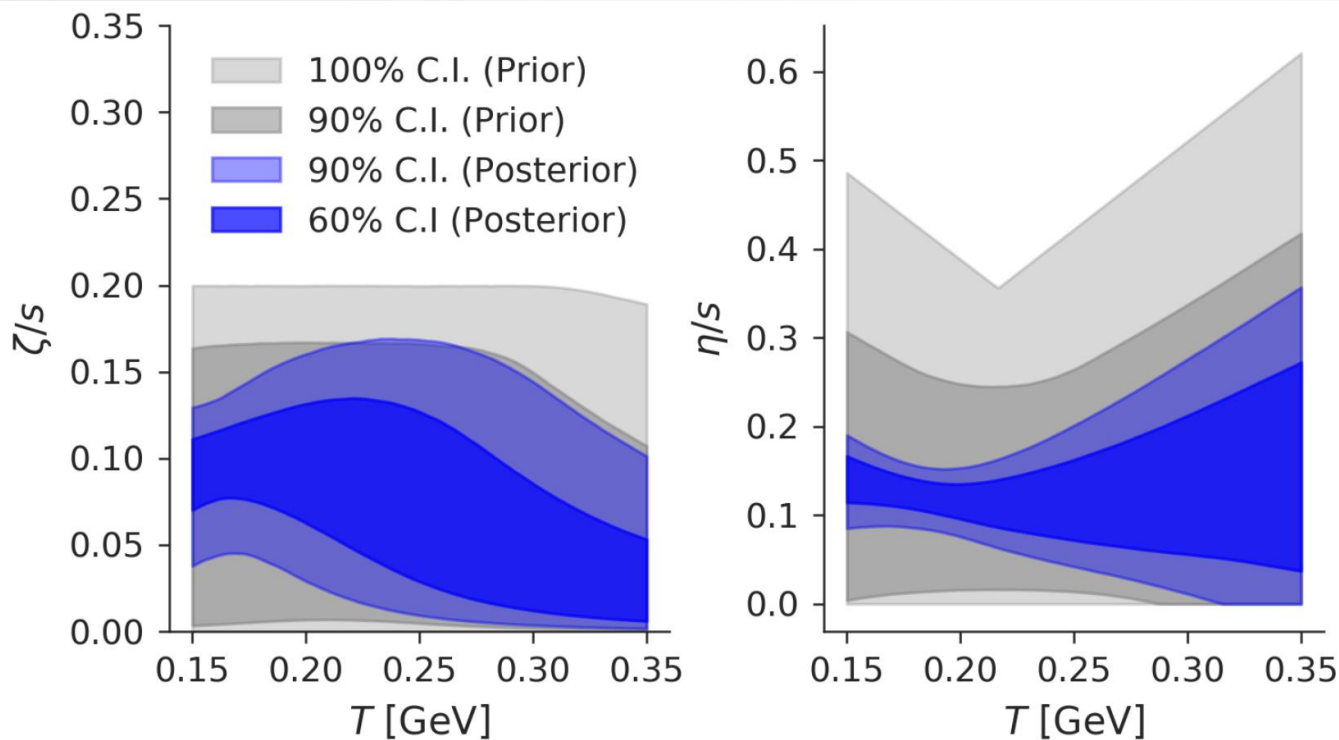 0.35
0.30
0.25
0.20
0.15
0.10
0.05
0.00
ζ/s
100% C.I. (Prior)
90% C.I. (Prior)
90% C.I. (Posterior)
60% C.I (Posterior)
0.15 0.20 0.25 0.30 0.35
T [GeV]
0.6
0.5
0.4
0.3
0.2
0.1
0.0
η/s
0.15 0.20 0.25 0.30 0.35
T [GeV]